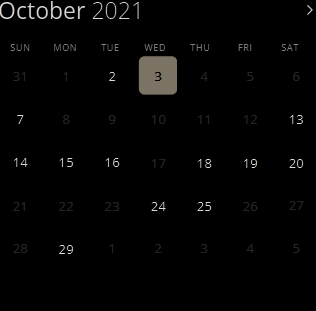 October 2021
SUN MON TUE WED THU FRI SAT
31 1 2 3 4 5 6
7 8 9 10 11 12 13
14 15 16 17 18 19 20
21 22 23 24 25 26 27
28 29 1 2 3 4 5